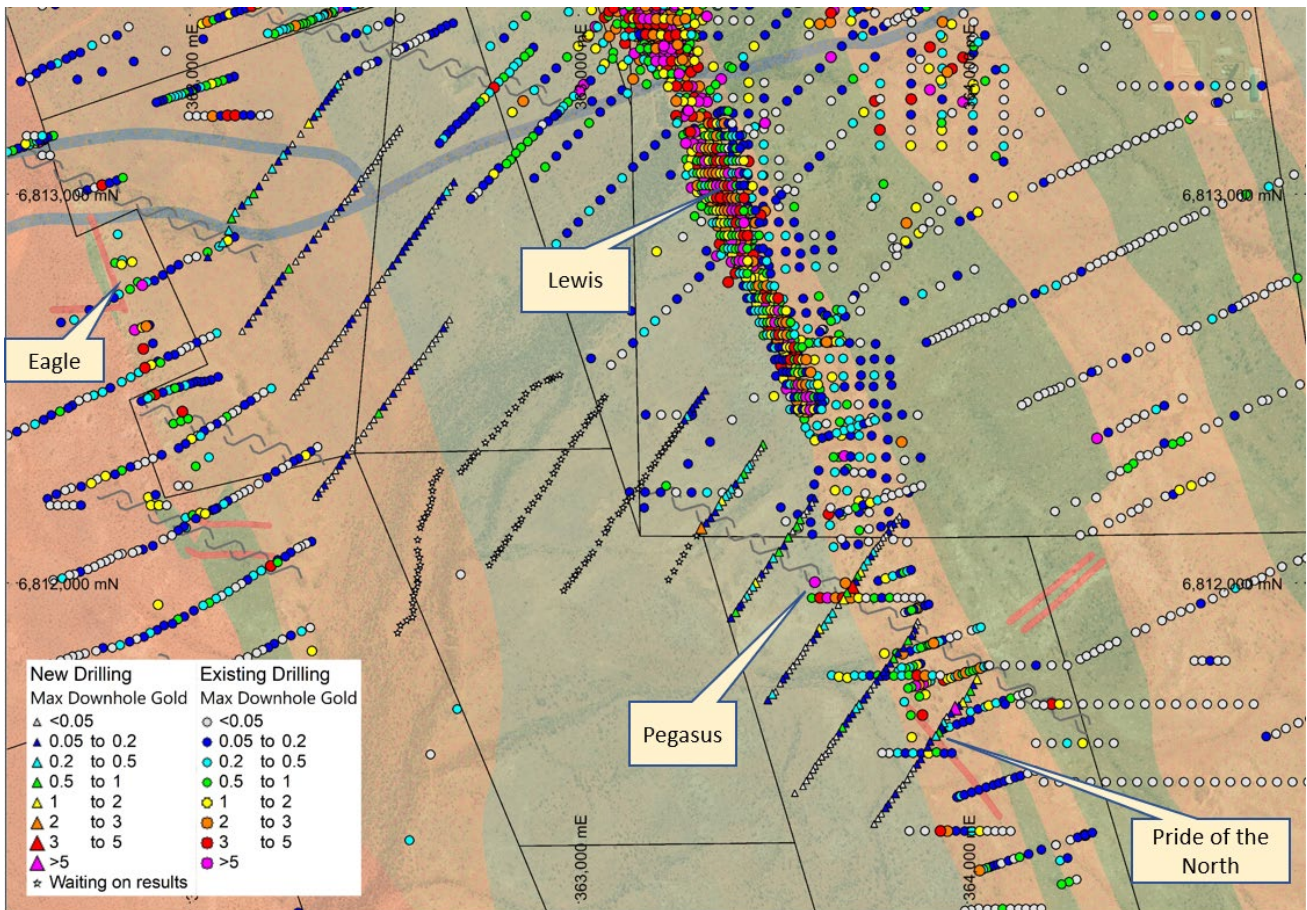 362,000 mE
363,000 mE
364,000 mE
6,813,000 mN
6,813,000 mN
Lewis
Eagle
6,812,000 mN
6,812,000 mN
Pegasus
Pride of the
North
New Drilling
Max Downhole Gold
<0.05
0.05 to 0.2
0.2 to 0.5
0.5 to 1
1 to 2
2 to 3
3 to 5
>5
Waiting on results
Existing Drilling
Max Downhole Gold
<0.05
0.05 to 0.2
0.2 to 0.5
0.5 to 1
1 to 2
2 to 3
3 to 5
>5
363,000 mE
364,000 mE